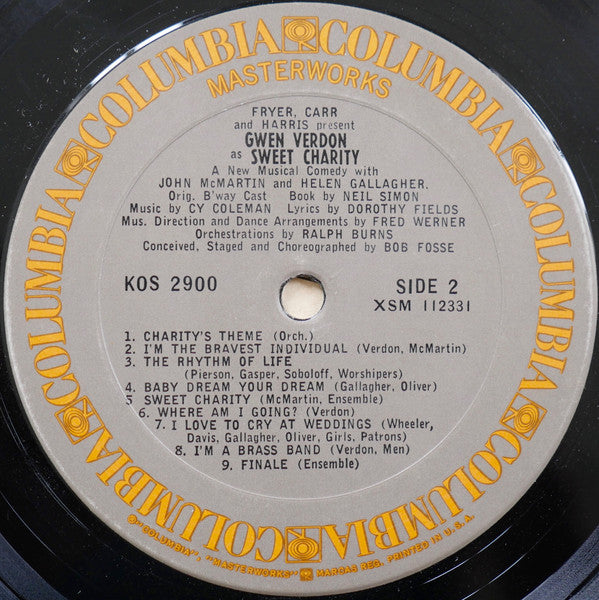 COLUMBIA COLUMBIA COLUMBIA COLUMBIA COLUMBIA COLUMBIA COLUMBIA COLUMBIA
MASTERWORKS
FRYER, CARR
and HARRIS present
GWEN VERDON
as SWEET CHARITY
A New Musical Comedy with
JOHN McMARTIN and HELEN GALLAGHER.
Orig. B'way Cast Book by NEIL SIMON
Music by CY COLEMAN Lyrics by DOROTHY FIELDS
Mus. Direction and Dance Arrangements by FRED WERNER
Orchestrations by RALPH BURNS
Conceived, Staged and Choreographed by BOB FOSSE
KOS 2900
SIDE 2
XSM 112331
1. CHARITY'S THEME (Orch.)
2. I'M THE BRAVEST INDIVIDUAL (Verdon, McMartin)
3. THE RHYTHM OF LIFE
(Pierson, Gasper, Soboloff, Worshipers)
4. BABY DREAM YOUR DREAM (Gallagher, Oliver)
5 SWEET CHARITY (McMartin, Ensemble)
6. WHERE AM I GOING? (Verdon)
7. I LOVE TO CRY AT WEDDINGS (Wheeler,
Davis, Gallagher, Oliver, Girls, Patrons)
8. I'M A BRASS BAND (Verdon, Men)
9. FINALE (Ensemble)
®"COLUMBIA", "MASTERWORKS" MARCAS REG. PRINTED IN U.S.A.